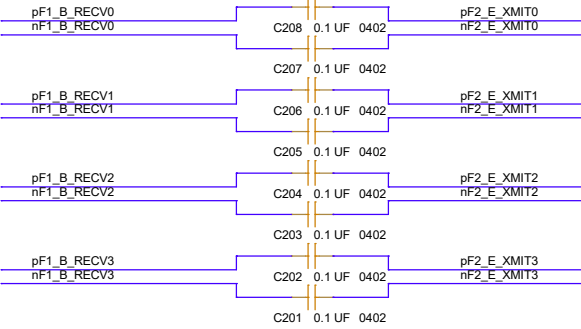 pF1_B_RECV0 pF2_E_XMIT0
nF1_B_RECV0 nF2_E_XMIT0
C208 0.1 UF 0402
C207 0.1 UF 0402
pF1_B_RECV1 pF2_E_XMIT1
nF1_B_RECV1 nF2_E_XMIT1
C206 0.1 UF 0402
C205 0.1 UF 0402
pF1_B_RECV2 pF2_E_XMIT2
nF1_B_RECV2 nF2_E_XMIT2
C204 0.1 UF 0402
C203 0.1 UF 0402
pF1_B_RECV3 pF2_E_XMIT3
nF1_B_RECV3 nF2_E_XMIT3
C202 0.1 UF 0402
C201 0.1 UF 0402